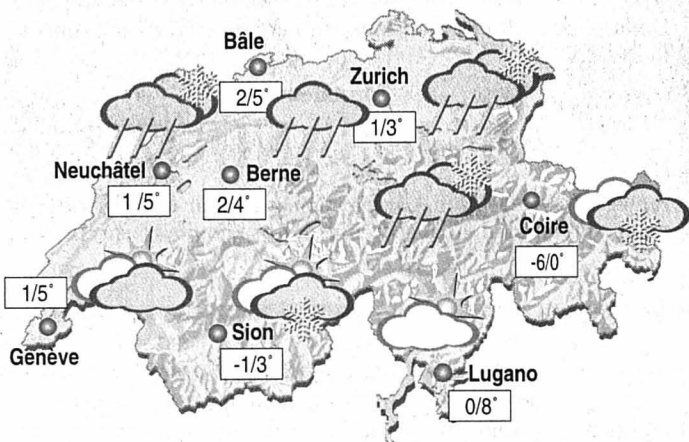 Bâle
2/5°
Zurich
1/3°
Neuchâtel
1/5°
Berne
2/4°
Coire
-6/0°
1/5°
Genève
Sion
-1/3°
Lugano
0/8°